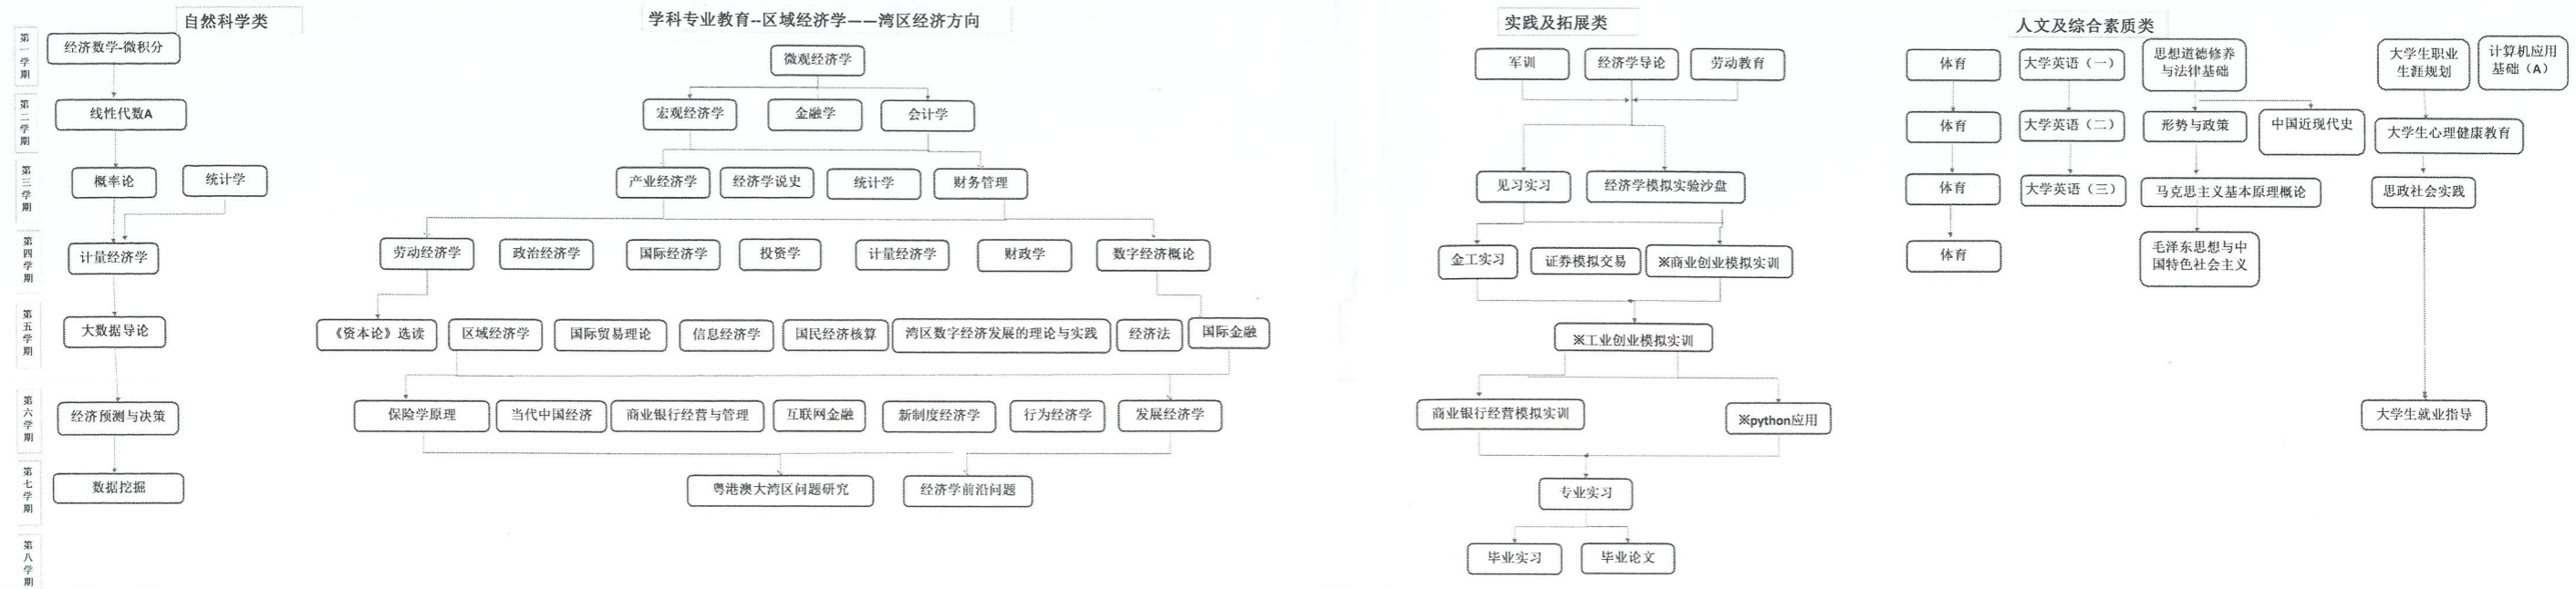 自然科学类
学科专业教育--区域经济学——湾区经济方向
实践及拓展类
人文及综合素质类
第一学期
经济数学-微积分
微观经济学
军训
经济学导论
劳动教育
体育
大学英语（一）
思想道德修养
与法律基础
大学生职业
生涯规划
计算机应用
基础（A）
第二学期
线性代数A
宏观经济学
金融学
会计学
体育
大学英语（二）
形势与政策
中国近现代史
大学生心理健康教育
第三学期
概率论
统计学
产业经济学
经济学说史
统计学
财务管理
见习实习
经济学模拟实验沙盘
体育
大学英语（三）
马克思主义基本原理概论
思政社会实践
第四学期
计量经济学
劳动经济学
政治经济学
国际经济学
投资学
计量经济学
财政学
数字经济概论
金工实习
证券模拟交易
※商业创业模拟实训
体育
毛泽东思想与中
国特色社会主义
第五学期
大数据导论
《资本论》选读
区域经济学
国际贸易理论
信息经济学
国民经济核算
湾区数字经济发展的理论与实践
经济法
国际金融
※工业创业模拟实训
第六学期
经济预测与决策
保险学原理
当代中国经济
商业银行经营与管理
互联网金融
新制度经济学
行为经济学
发展经济学
商业银行经营模拟实训
※python应用
大学生就业指导
第七学期
数据挖掘
粤港澳大湾区问题研究
经济学前沿问题
专业实习
第八学期
毕业实习
毕业论文